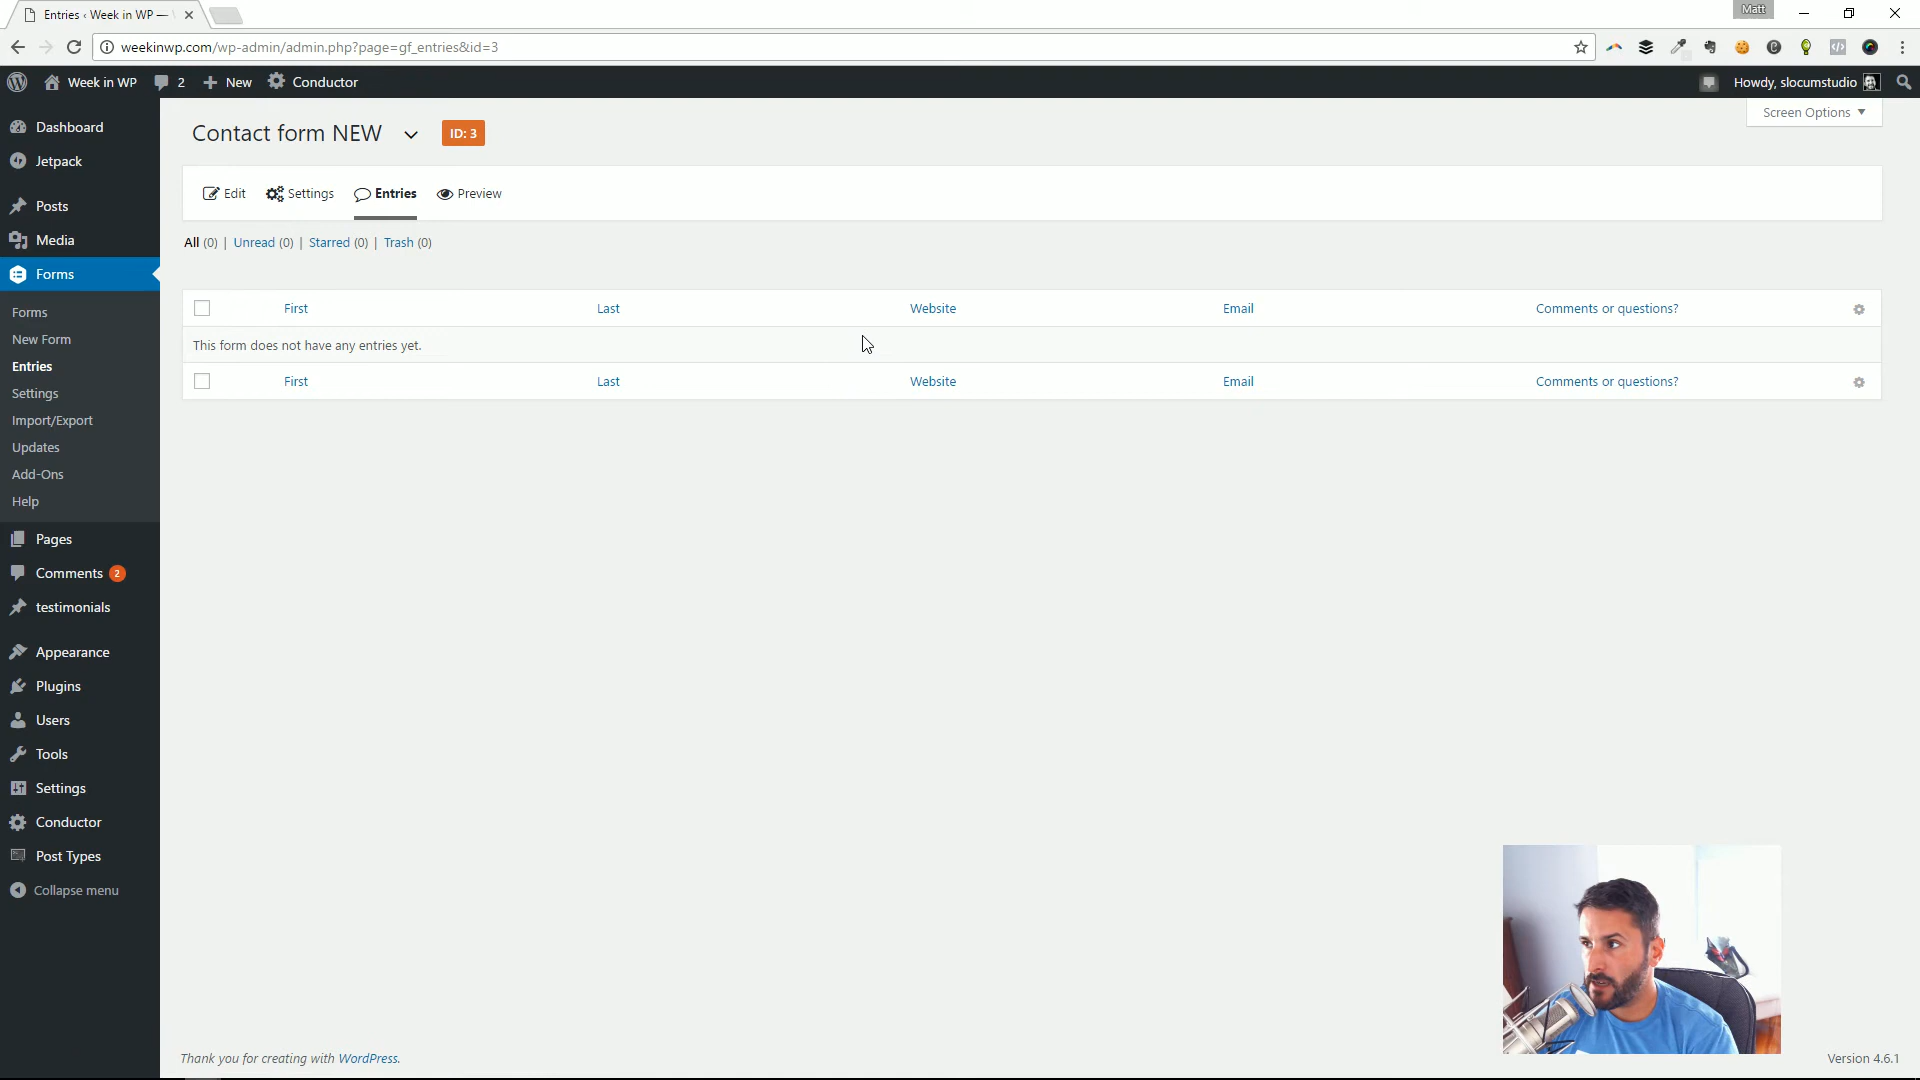 Entries ‹ Week in WP —
Matt
weekinwp.com/wp-admin/admin.php?page=gf_entries&id=3
Week in WP
2
New
Conductor
Howdy, slocumstudio
Screen Options
Dashboard
Jetpack
Posts
Media
Forms
Forms
New Form
Entries
Settings
Import/Export
Updates
Add-Ons
Help
Pages
Comments 2
testimonials
Appearance
Plugins
Users
Tools
Settings
Conductor
Post Types
Collapse menu
Contact form NEW
ID: 3
Edit
Settings
Entries
Preview
All (0) | Unread (0) | Starred (0) | Trash (0)
First Last Website Email Comments or questions?
This form does not have any entries yet.
First Last Website Email Comments or questions?
Thank you for creating with WordPress.
Version 4.6.1